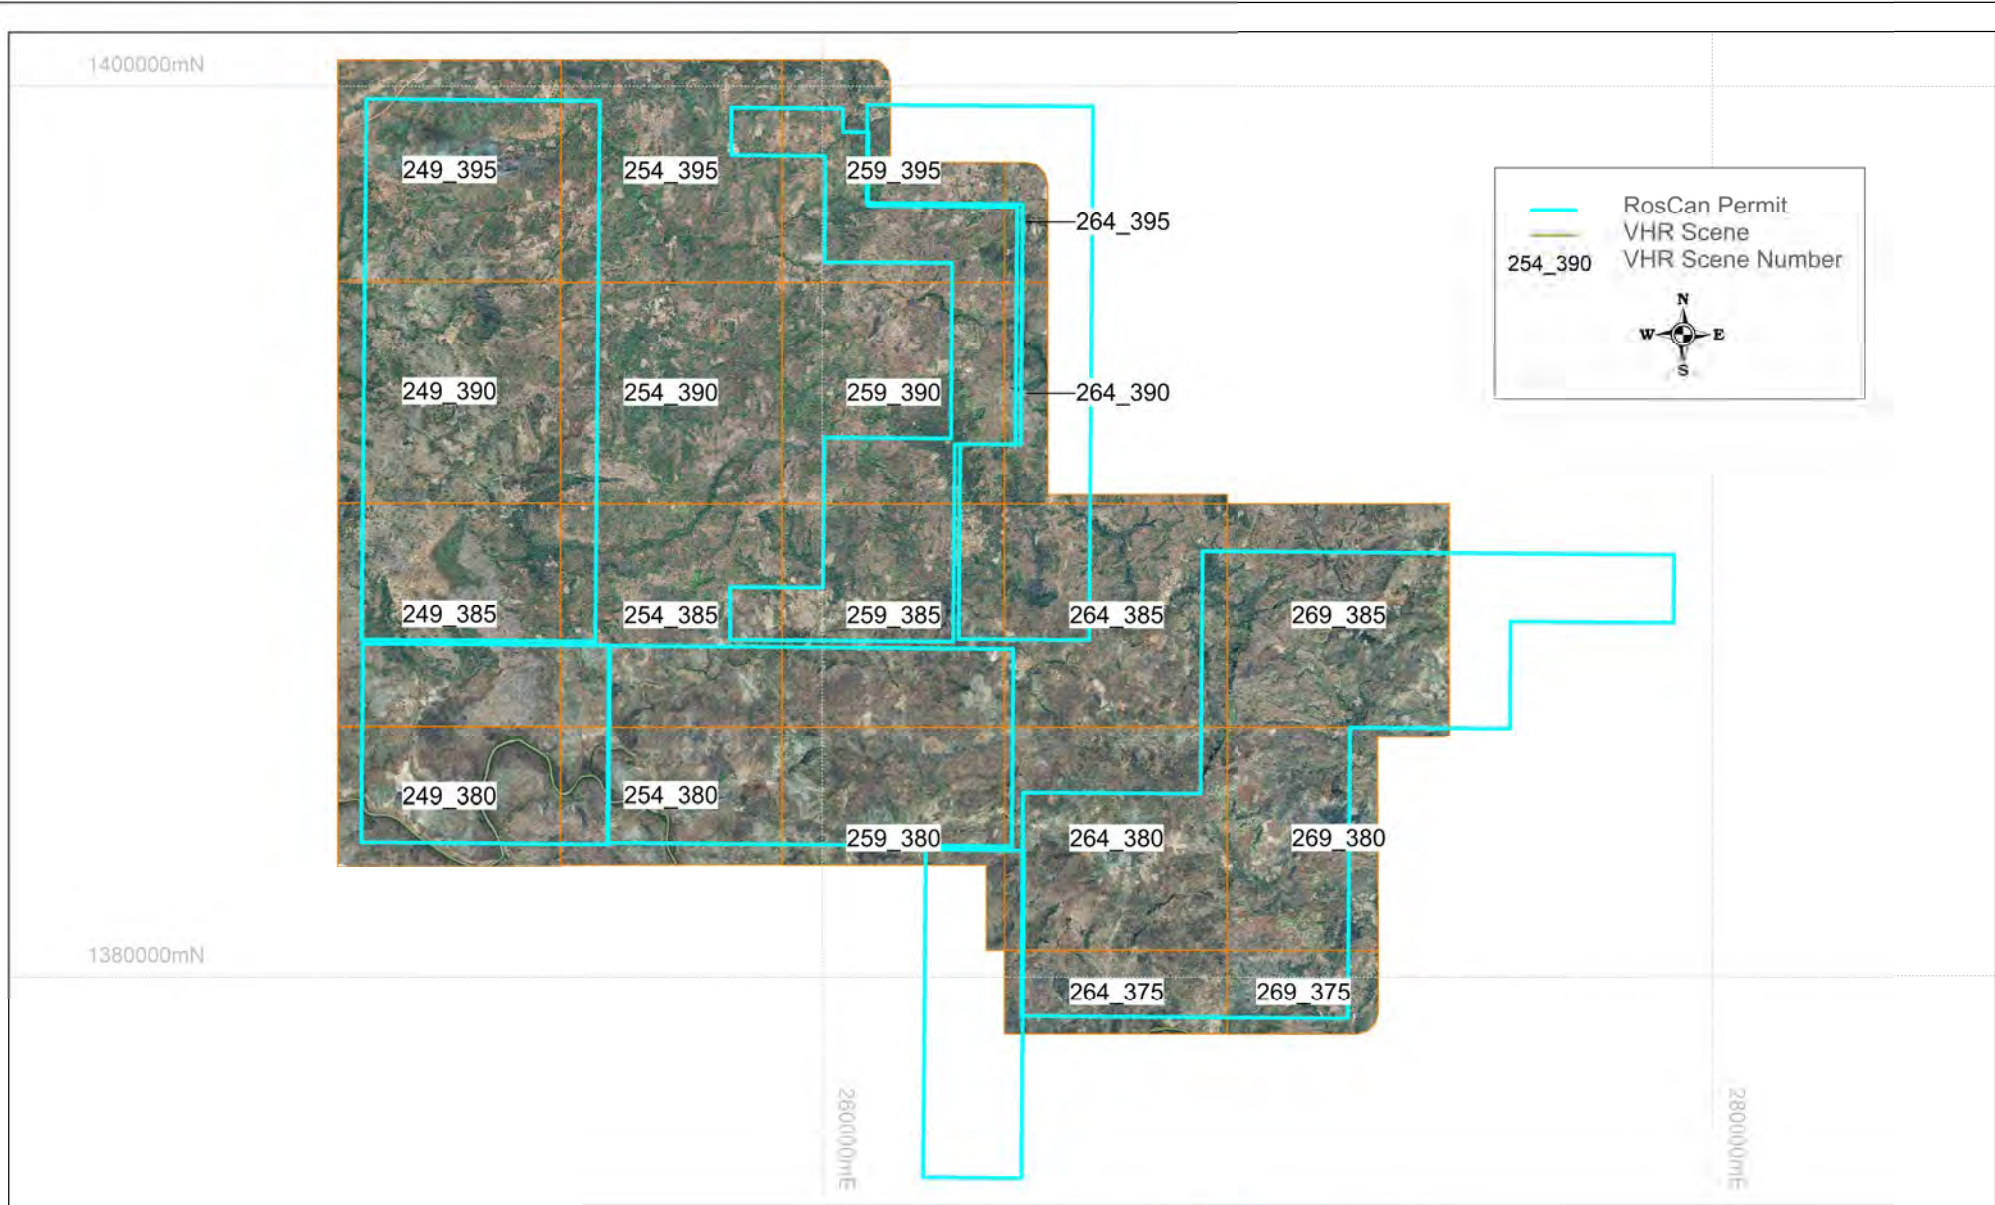 1400000mN
249_395
254_395
259_395
264_395
RosCan Permit
VHR Scene
254_390
VHR Scene Number
N
W
E
S
249_390
254_390
259_390
264_390
249_385
254_385
259_385
264_385
269_385
249_380
254_380
259_380
264_380
269_380
1380000mN
264_375
269_375
260000mE
280000mE